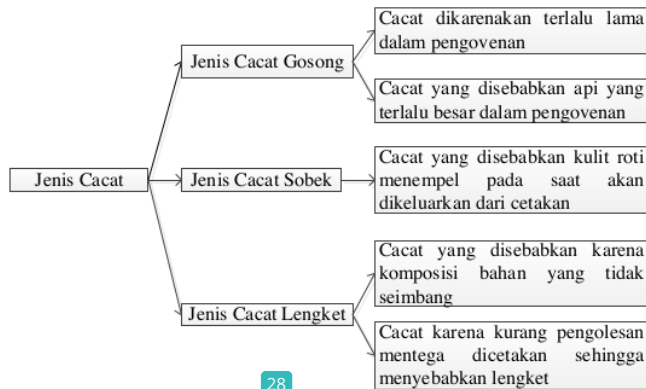 Cacat dikarenakan terlalu lama
dalam pengovenan
Jenis Cacat Gosong
Cacat yang disebabkan api yang
terlalu besar dalam pengovenan
Cacat yang disebabkan kulit roti
menempel pada saat akan
dikeluarkan dari cetakan
Jenis Cacat
Jenis Cacat Sobek
Cacat yang disebabkan karena
komposisi bahan yang tidak
seimbang
Jenis Cacat Lengket
Cacat karena kurang pengolesan
mentega dicetakan sehingga
menyebabkan lengket
28